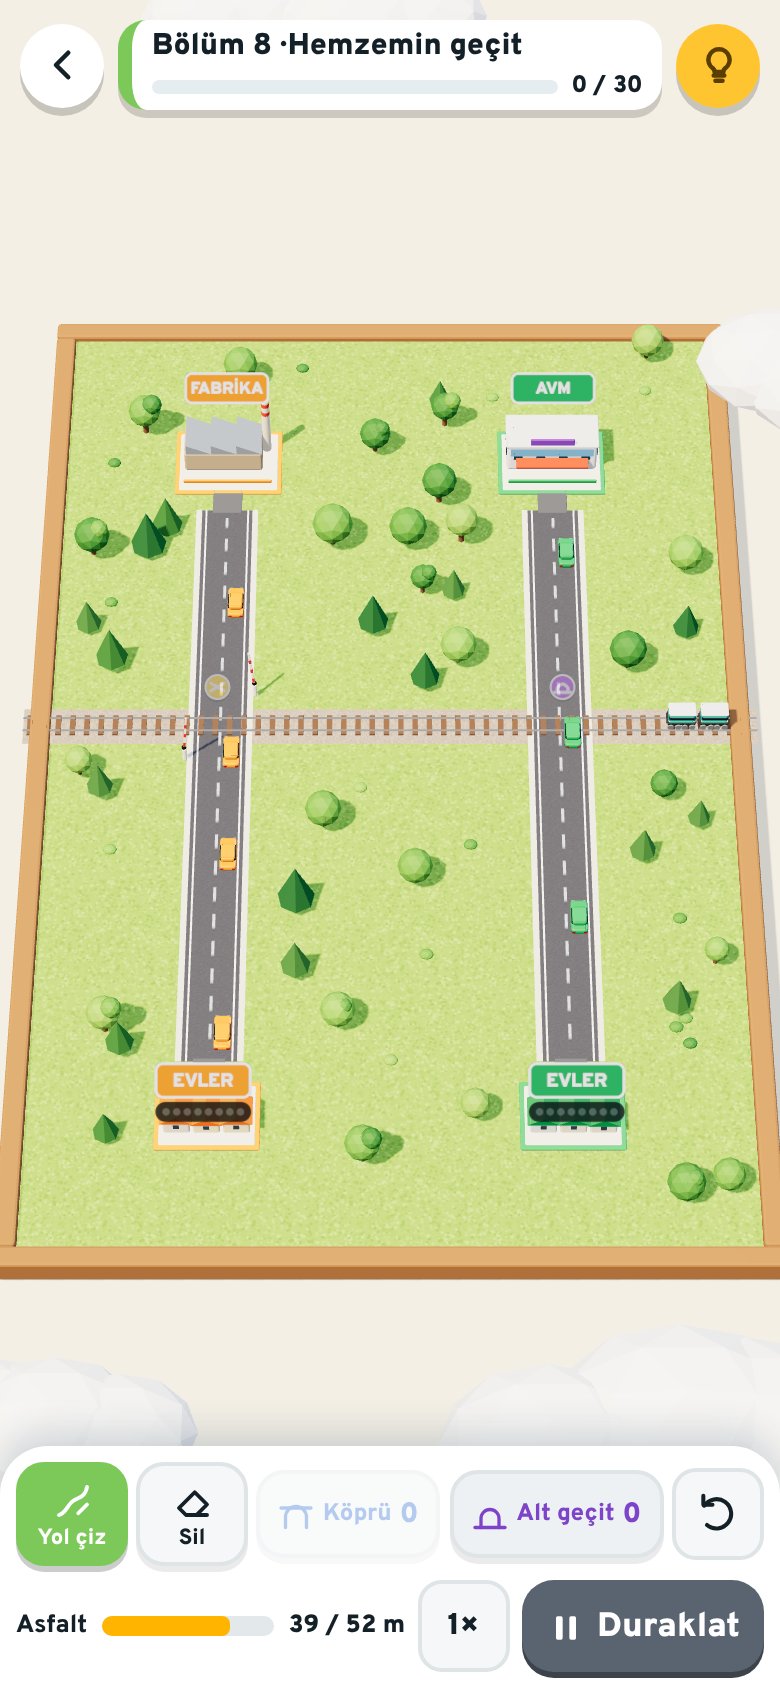 Bölüm 8 ·Hemzemin geçit
0 / 30
FABRİKA
AVM
EVLER
EVLER
Yol çiz
Sil
Köprü 0
Alt geçit 0
Asfalt
39 / 52 m
1×
Duraklat